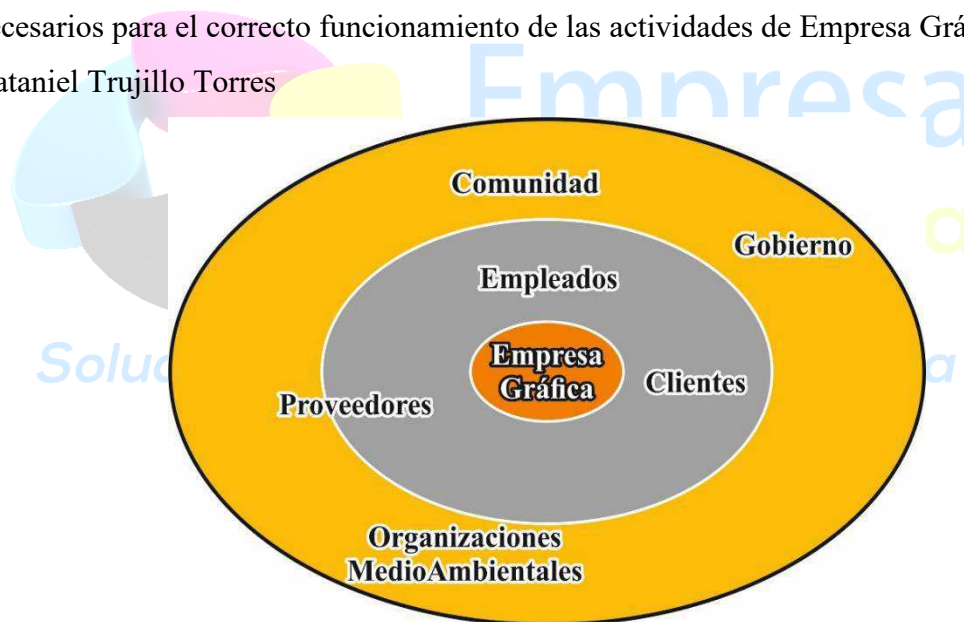 cesarios para el correcto funcionamiento de las actividades de Empresa Grá
ataniel Trujillo Torres
Empresa
Comunidad
Gobierno
Empleados
Empresa
Gráfica
Clientes
Proveedores
Organizaciones
MedioAmbientales